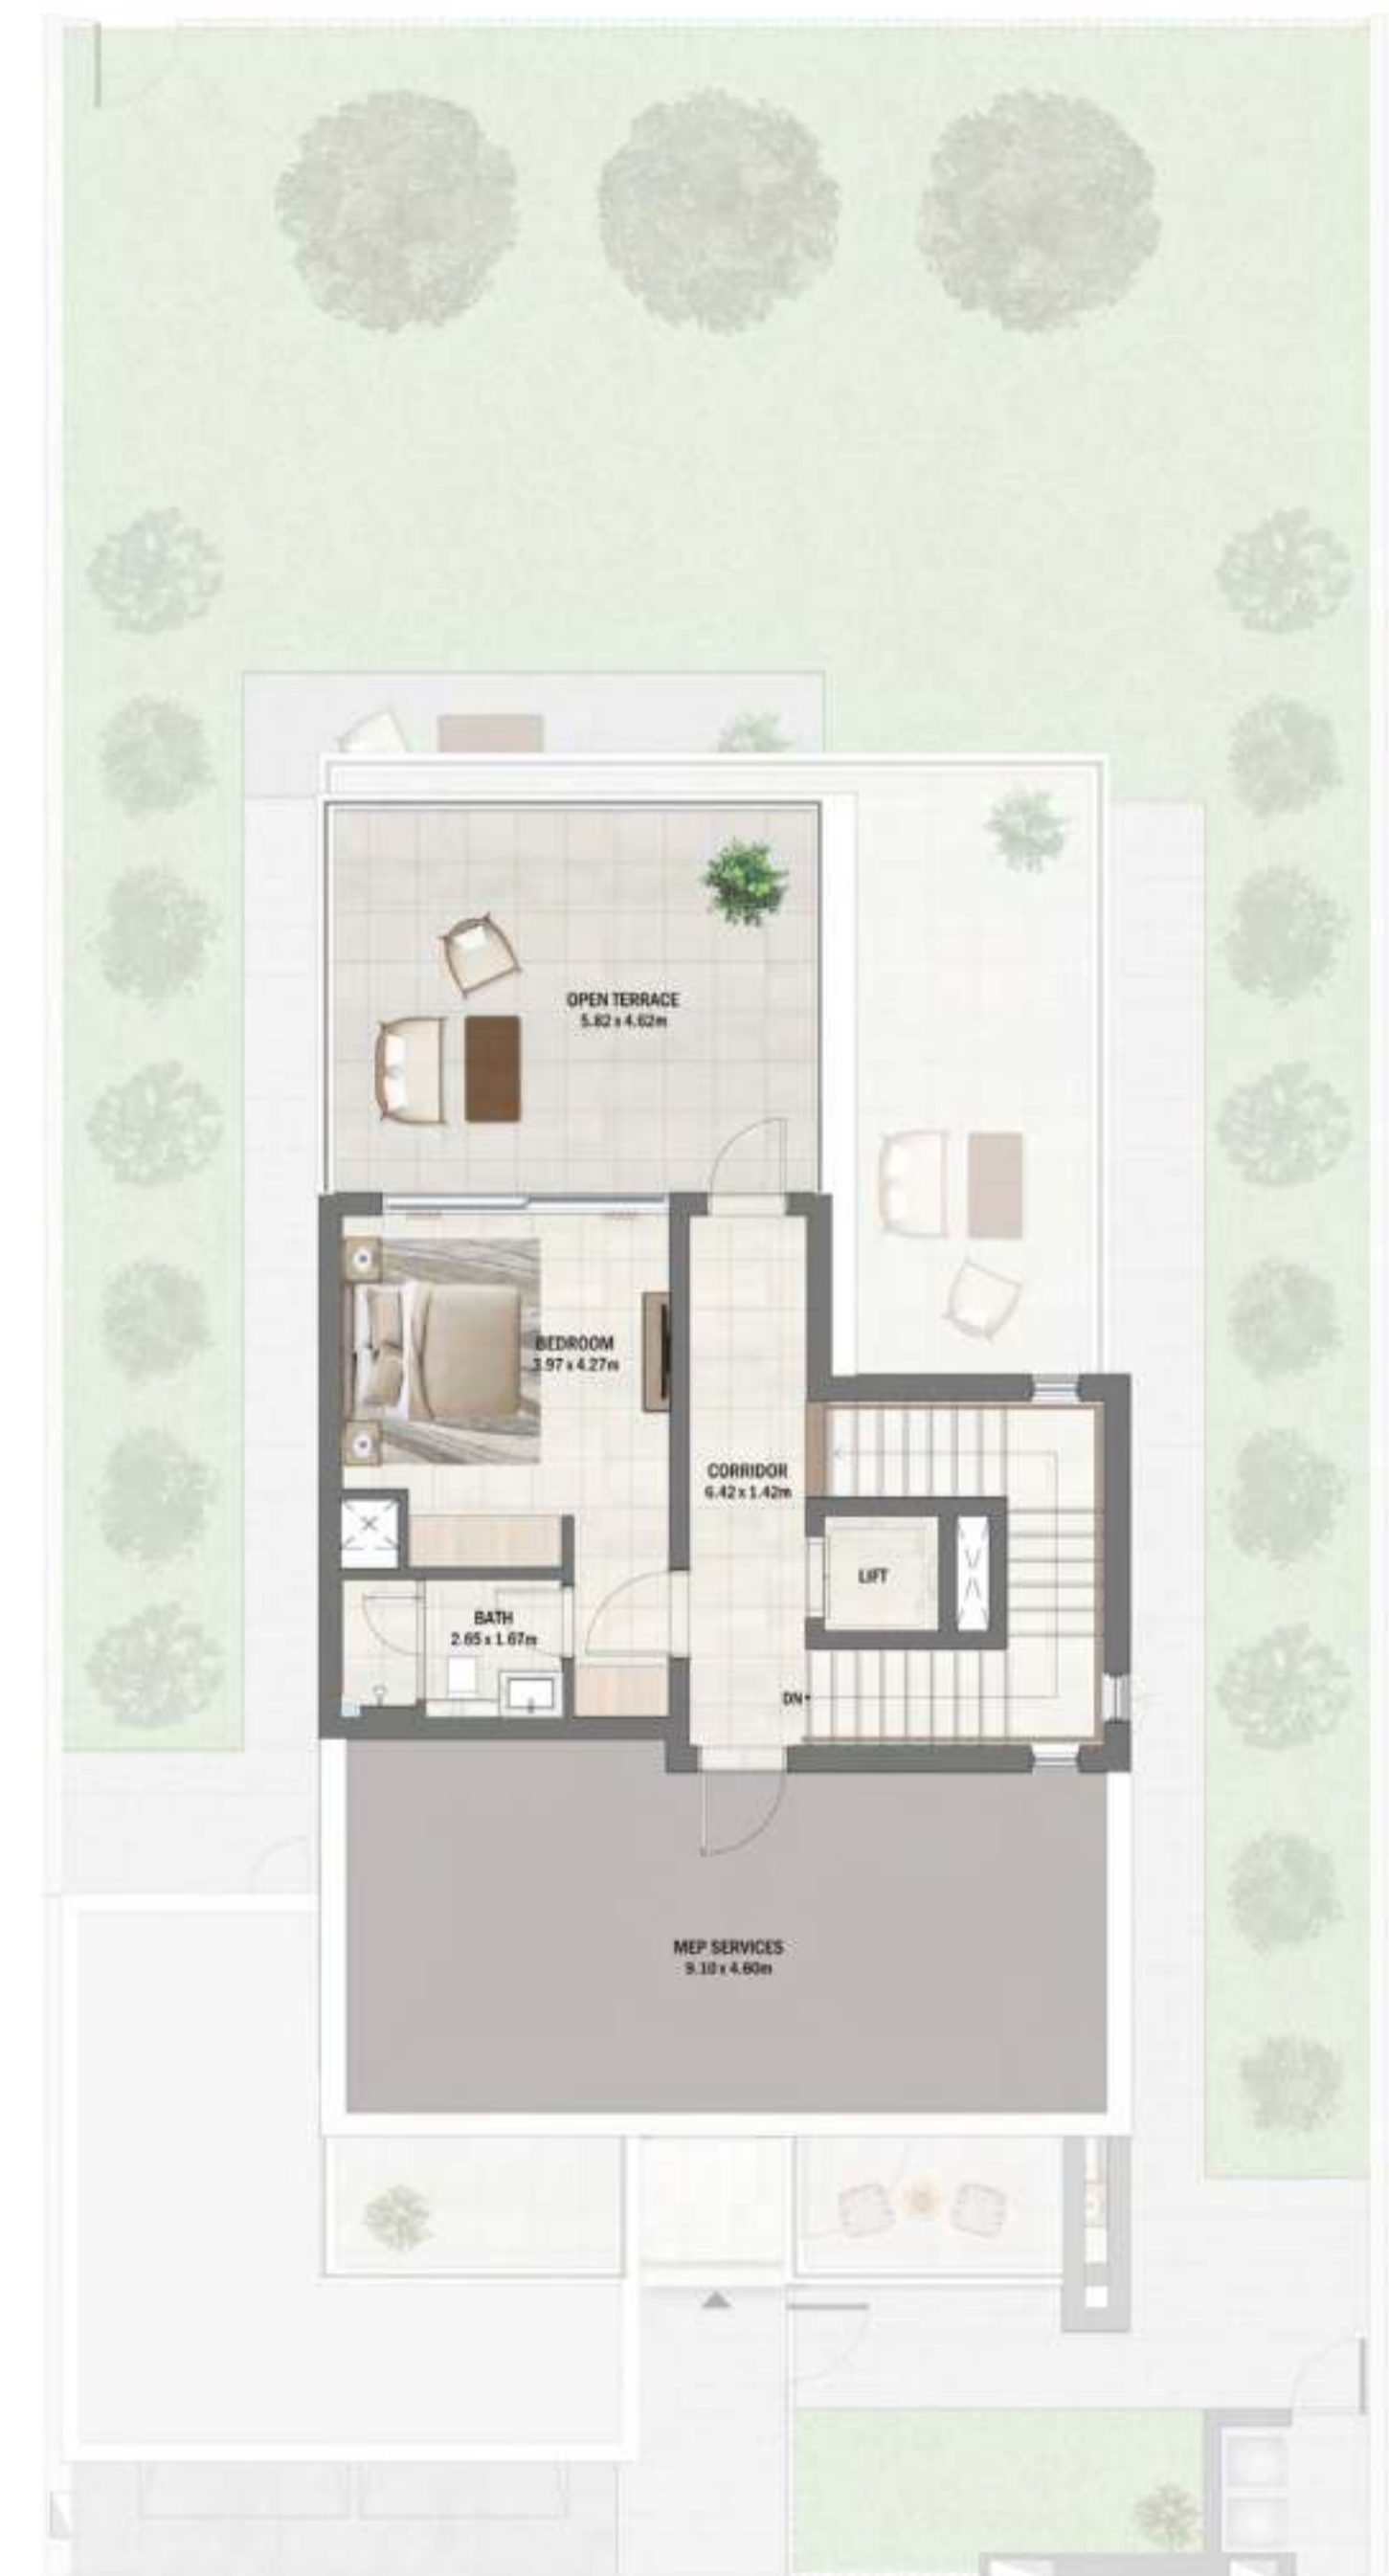 OPEN TERRACE
5.82 x 4.62m
BEDROOM
3.97 x 4.27m
CORRIDOR
6.42 x 1.42m
LIFT
BATH
2.65 x 1.67m
DN
MEP SERVICES
9.10 x 4.60m